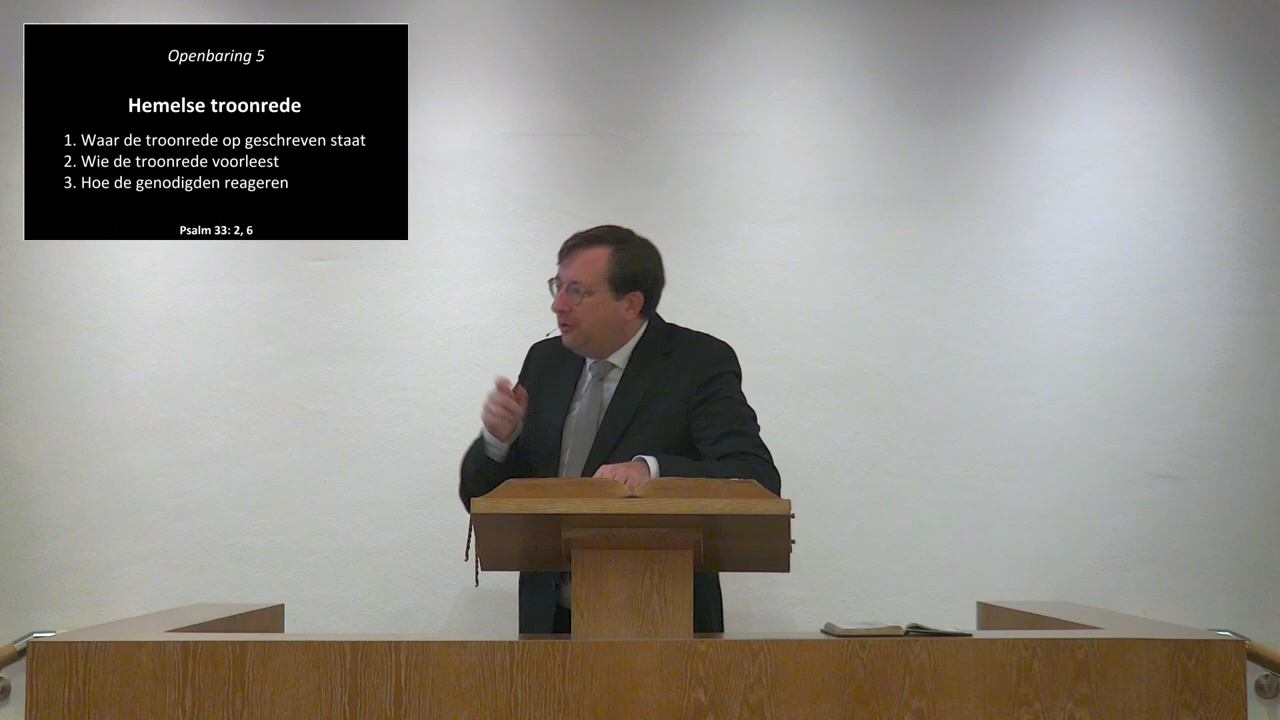 Openbaring 5
Hemelse troonrede
1. Waar de troonrede op geschreven staat
2. Wie de troonrede voorleest
3. Hoe de genodigden reageren
Psalm 33: 2, 6